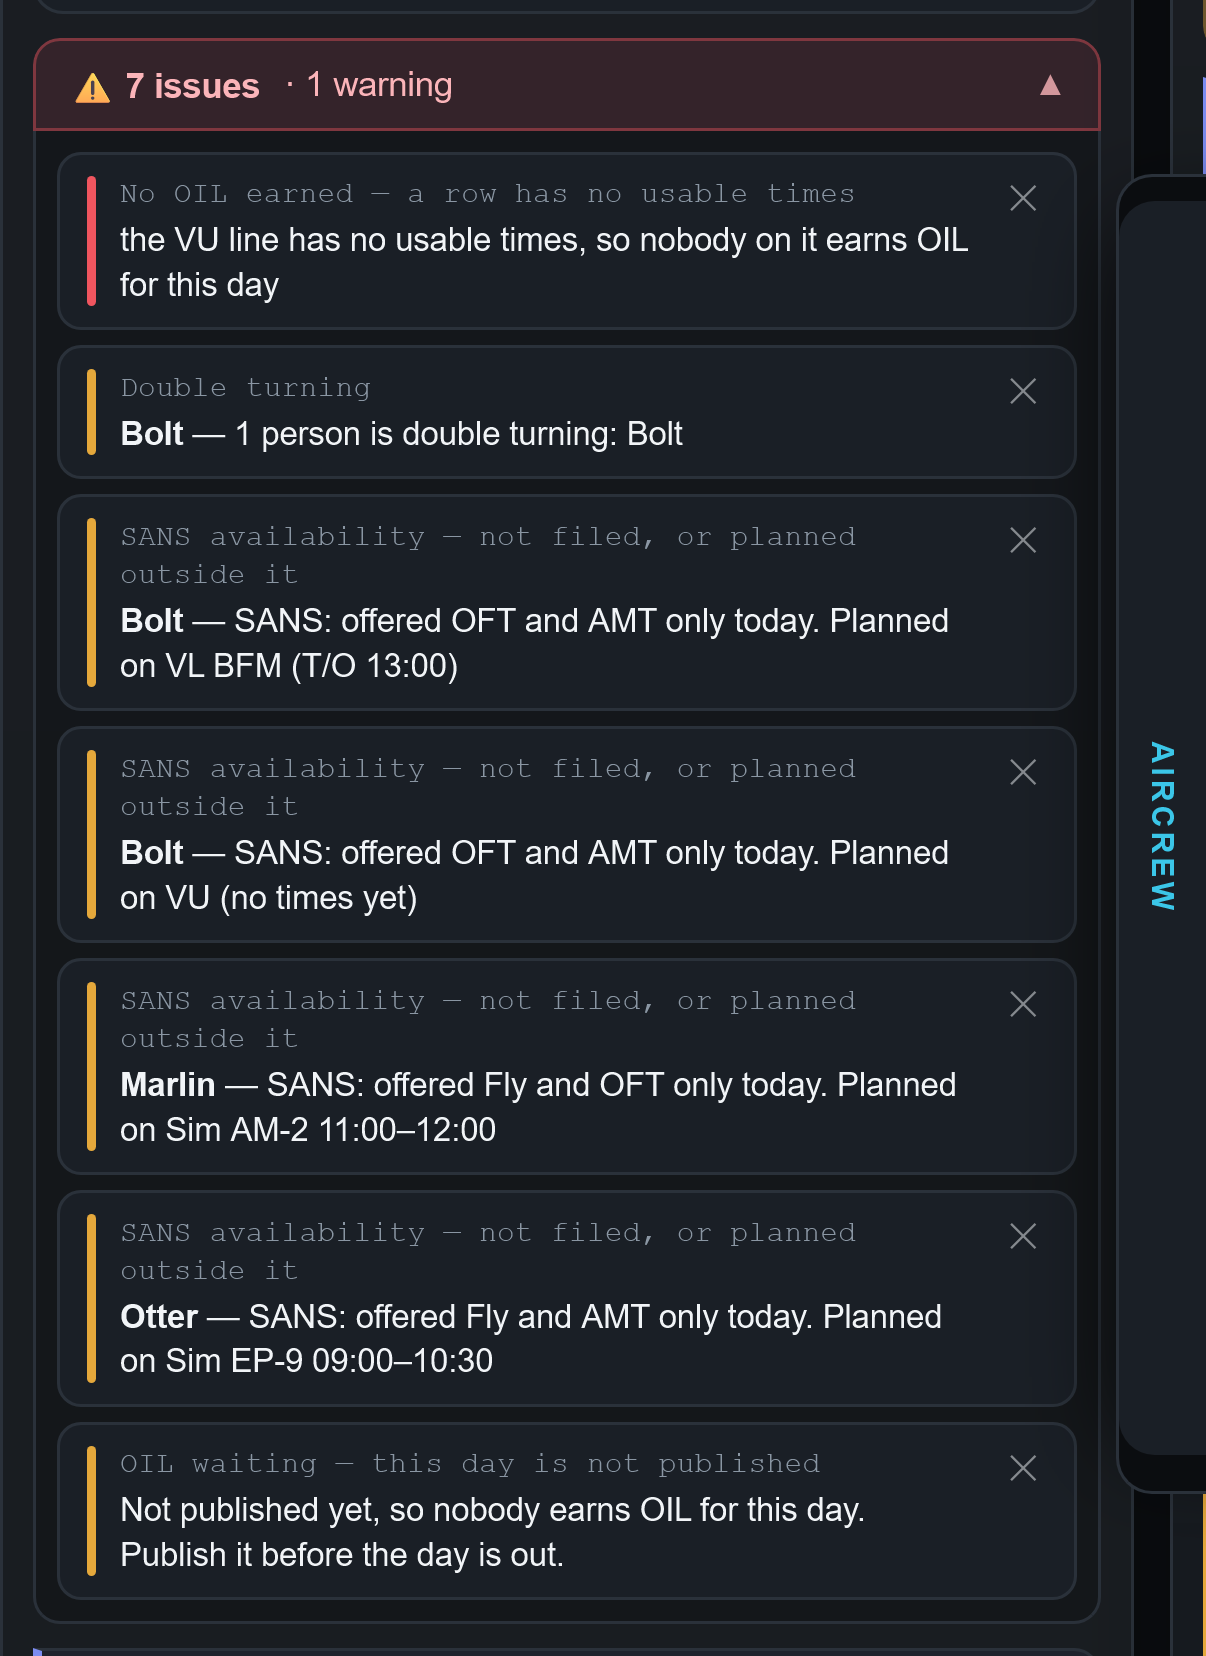 ⚠️ 7 issues · 1 warning ▲
No OIL earned — a row has no usable times
the VU line has no usable times, so nobody on it earns OIL
for this day
Double turning
Bolt — 1 person is double turning: Bolt
SANS availability — not filed, or planned
outside it
Bolt — SANS: offered OFT and AMT only today. Planned
on VL BFM (T/O 13:00)
SANS availability — not filed, or planned
outside it
Bolt — SANS: offered OFT and AMT only today. Planned
on VU (no times yet)
SANS availability — not filed, or planned
outside it
Marlin — SANS: offered Fly and OFT only today. Planned
on Sim AM-2 11:00–12:00
SANS availability — not filed, or planned
outside it
Otter — SANS: offered Fly and AMT only today. Planned
on Sim EP-9 09:00–10:30
OIL waiting — this day is not published
Not published yet, so nobody earns OIL for this day.
Publish it before the day is out.
AIRCREW